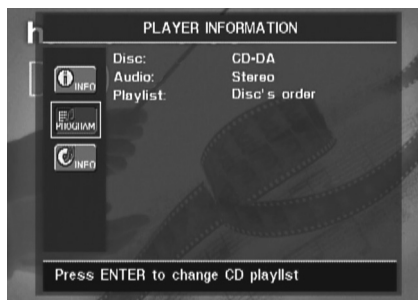 h
PLAYER INFORMATION
Disc: CD-DA
Audio: Stereo
Playlist: Disc's order
INFO
PROGRAM
INFO
Press ENTER to change CD playlist